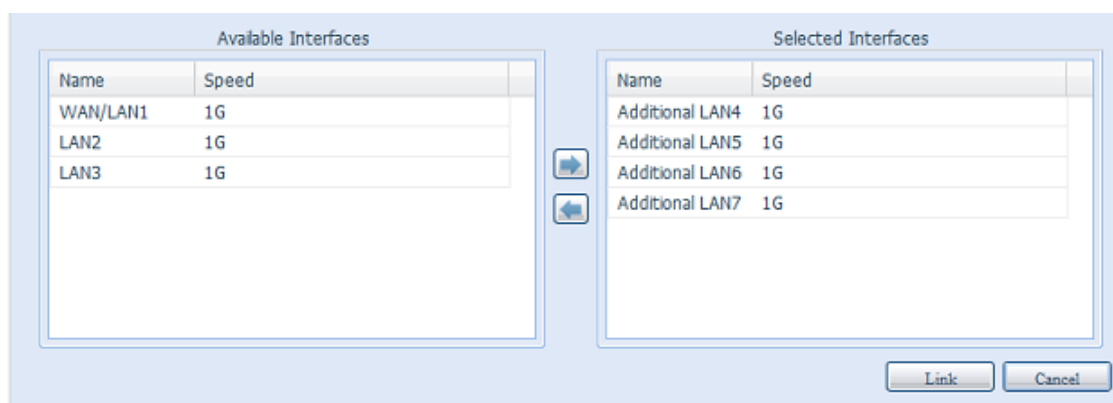 Available Interfaces
Name Speed
WAN/LAN1 1G
LAN2 1G
LAN3 1G
Selected Interfaces
Name Speed
Additional LAN4 1G
Additional LAN5 1G
Additional LAN6 1G
Additional LAN7 1G
Link Cancel